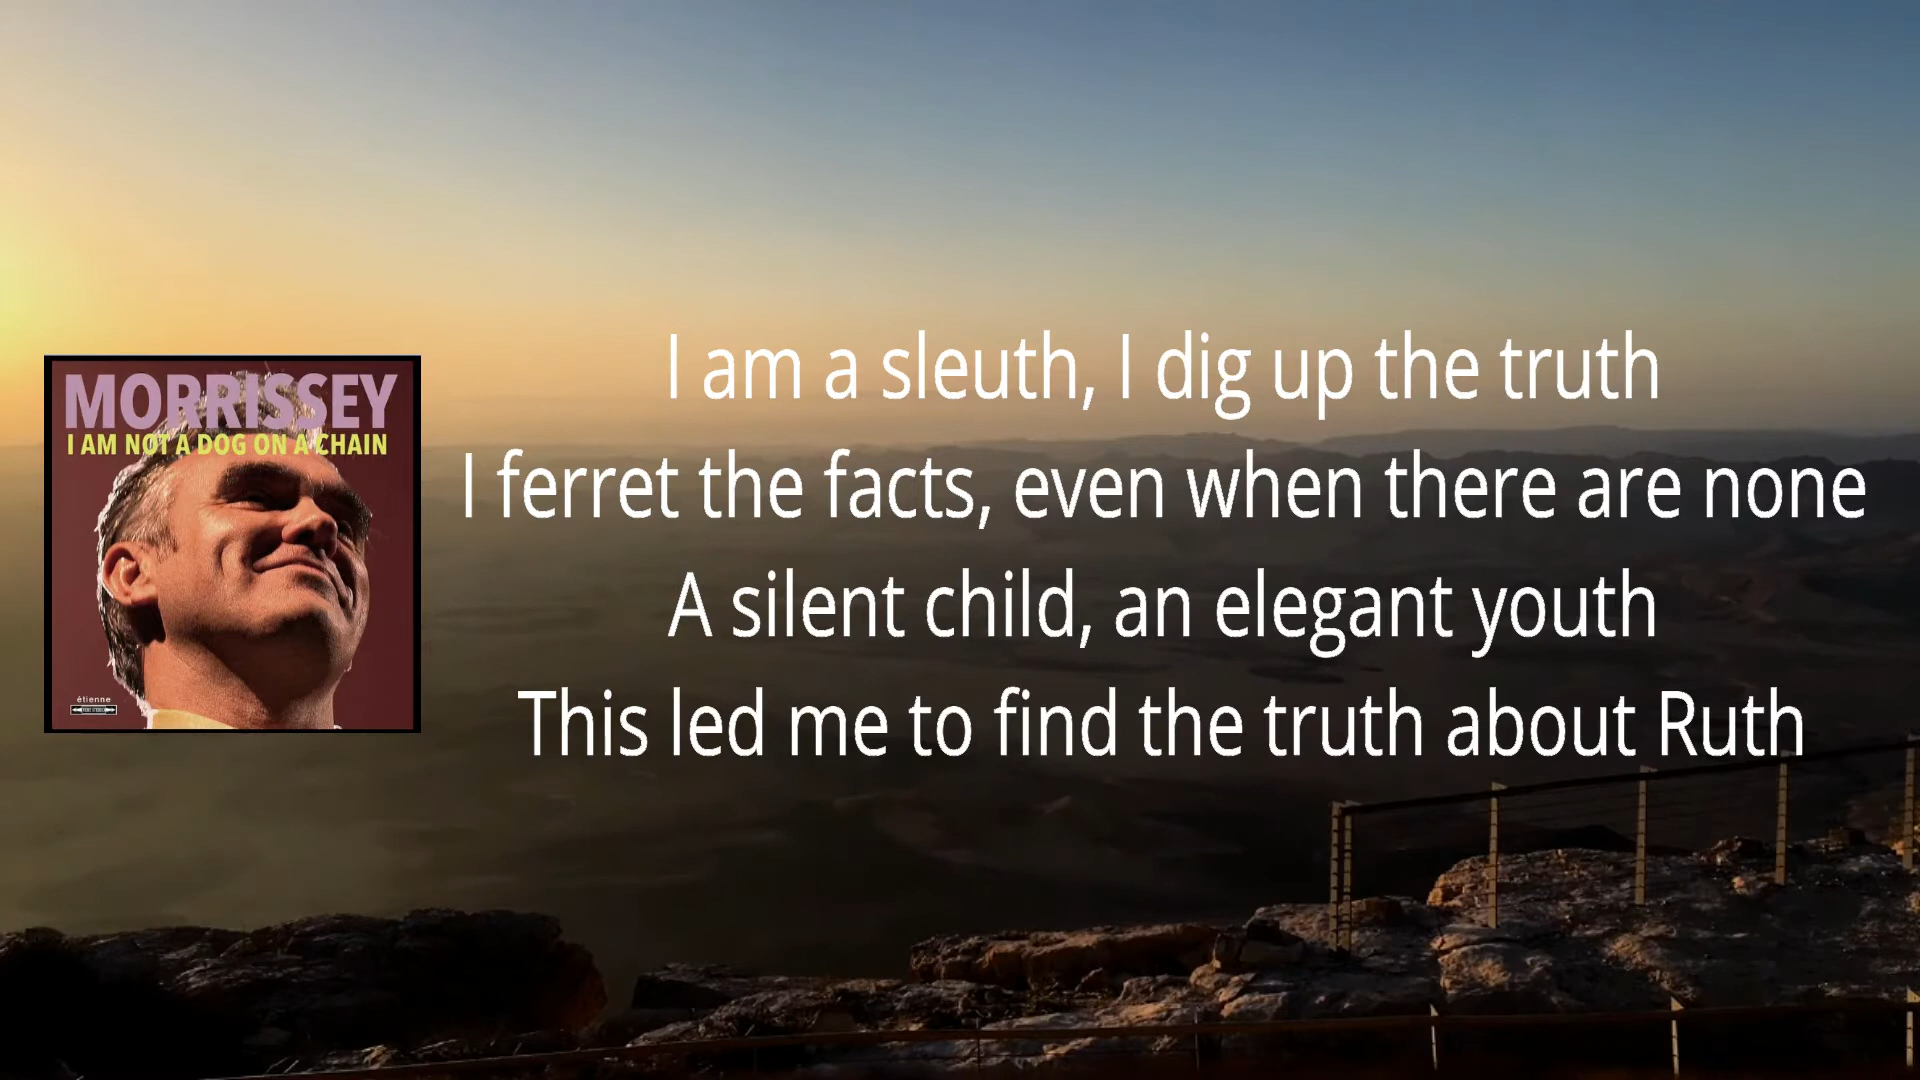 MORRISSEY
I AM NOT A DOG ON A CHAIN
étienne
I am a sleuth, I dig up the truth
I ferret the facts, even when there are none
A silent child, an elegant youth
This led me to find the truth about Ruth